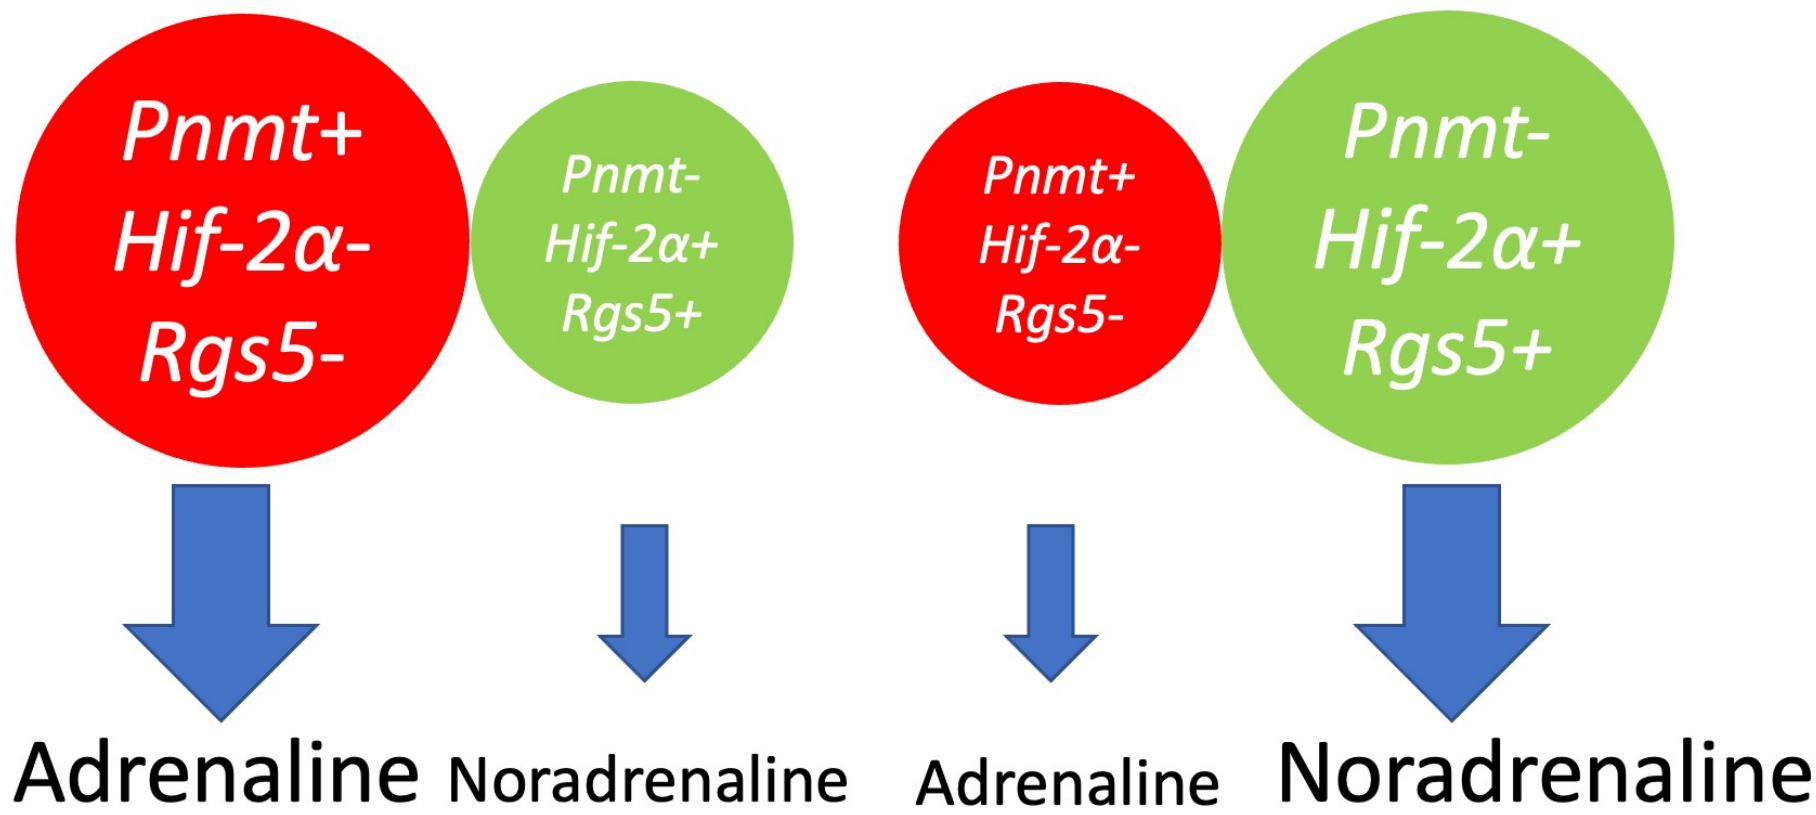 Pnmt+
Hif-2α-
Rgs5-
Pnmt-
Hif-2α+
Rgs5+
Pnmt+
Hif-2α-
Rgs5-
Pnmt-
Hif-2α+
Rgs5+
Adrenaline
Noradrenaline
Adrenaline
Noradrenaline